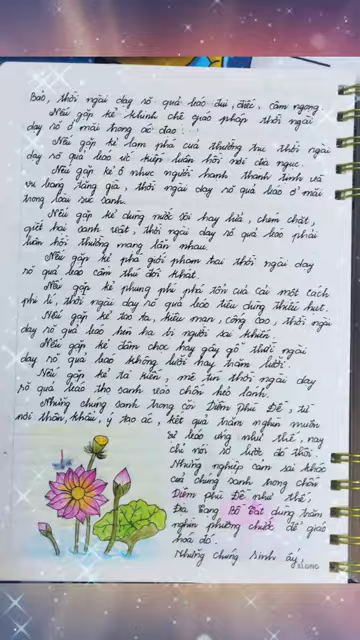 Bảo, thời ngài dạy rõ quả báo đui, điếc, câm ngọng.
Nếu gặp kẻ khinh chê giáo pháp thời ngài
dạy rõ ở mãi trong ác đạo
Nếu gặp kẻ lạm phá của thường trụ thời ngài
dạy rõ quả báo ức kiếp luân hồi nơi địa ngục.
Nếu gặp kẻ ô nhục người hạnh thanh tịnh và
vu báng tăng già, thời ngài dạy rõ quả báo ở mãi
trong loài súc sanh.
Nếu gặp kẻ dùng nước sôi hay lửa, chém chặt,
giết hại sanh vật, thời ngài dạy rõ quả báo phải
luân hồi thường mạng lẫn nhau.
Nếu gặp kẻ phá giới phạm trai thời ngài dạy
rõ quả báo cầm thú đói khát.
Nếu gặp kẻ phung phí phá tổn của cải một cách
phi lí, thời ngài dạy rõ quả báo tiêu dùng thiếu hụt.
Nếu gặp kẻ tự ta, kiêu mạn, cống cao, thời ngài
dạy rõ quả báo hèn hạ bị người sai khiến.
Nếu gặp kẻ đâm chọc hay gây gổ thời ngài
dạy rõ quả báo không lưỡi hay trăm lưỡi.
Nếu gặp kẻ tà kiến, mê tín thời ngài dạy
rõ quả báo thọ sanh vào chốn hẻo lánh.
Những chúng sanh trong cõi Diêm Phù Đề, từ
nơi thân, khẩu, ý tạo ác, kết quả trăm nghìn muôn
sự báo ứng như thế, nay
chỉ nói sơ lược đó thôi.
Những nghiệp cảm sai khác
của chúng sanh trong chốn
Diêm phù Đề như thế,
Địa Tạng Bồ Tát dùng trăm
nghìn phương chước để giáo
hoá đó.
Những chúng sinh ấy,
KLONG